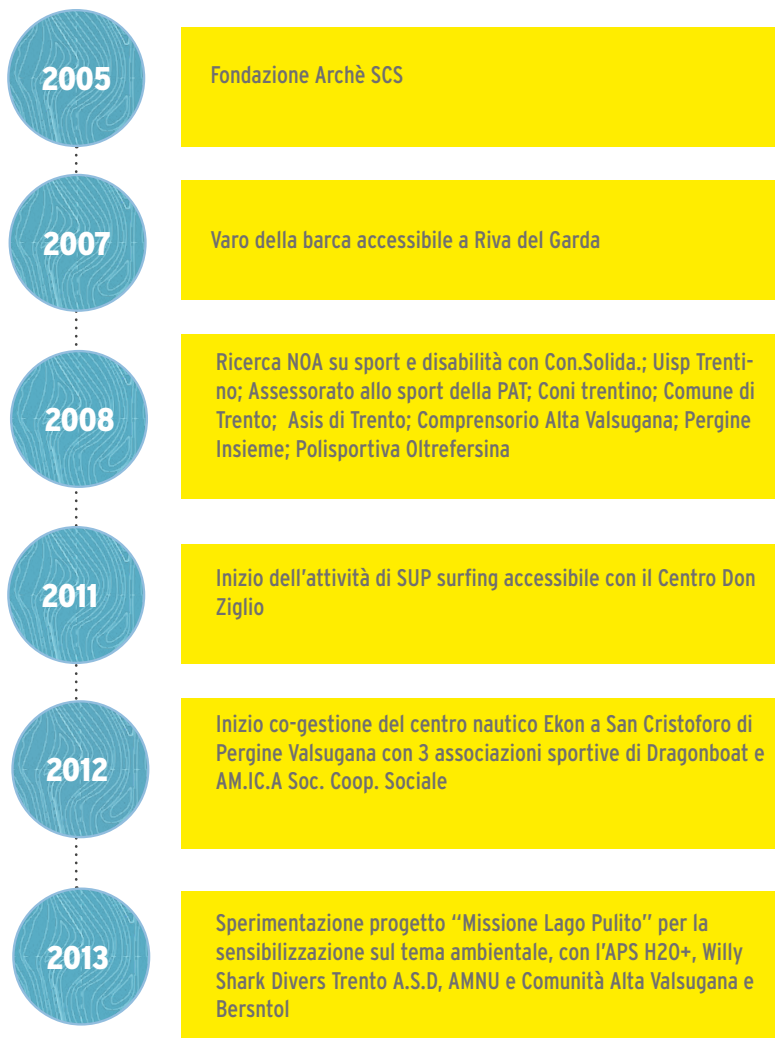 2005
Fondazione Archè SCS
2007
Varo della barca accessibile a Riva del Garda
2008
Ricerca NOA su sport e disabilità con Con.Solida.; Uisp Trenti-
no; Assessorato allo sport della PAT; Coni trentino; Comune di
Trento;  Asis di Trento; Comprensorio Alta Valsugana; Pergine
Insieme; Polisportiva Oltrefersina
2011
Inizio dell'attività di SUP surfing accessibile con il Centro Don
Ziglio
2012
Inizio co-gestione del centro nautico Ekon a San Cristoforo di
Pergine Valsugana con 3 associazioni sportive di Dragonboat e
AM.IC.A Soc. Coop. Sociale
2013
Sperimentazione progetto "Missione Lago Pulito" per la
sensibilizzazione sul tema ambientale, con l'APS H2O+, Willy
Shark Divers Trento A.S.D, AMNU e Comunità Alta Valsugana e
Bersntol